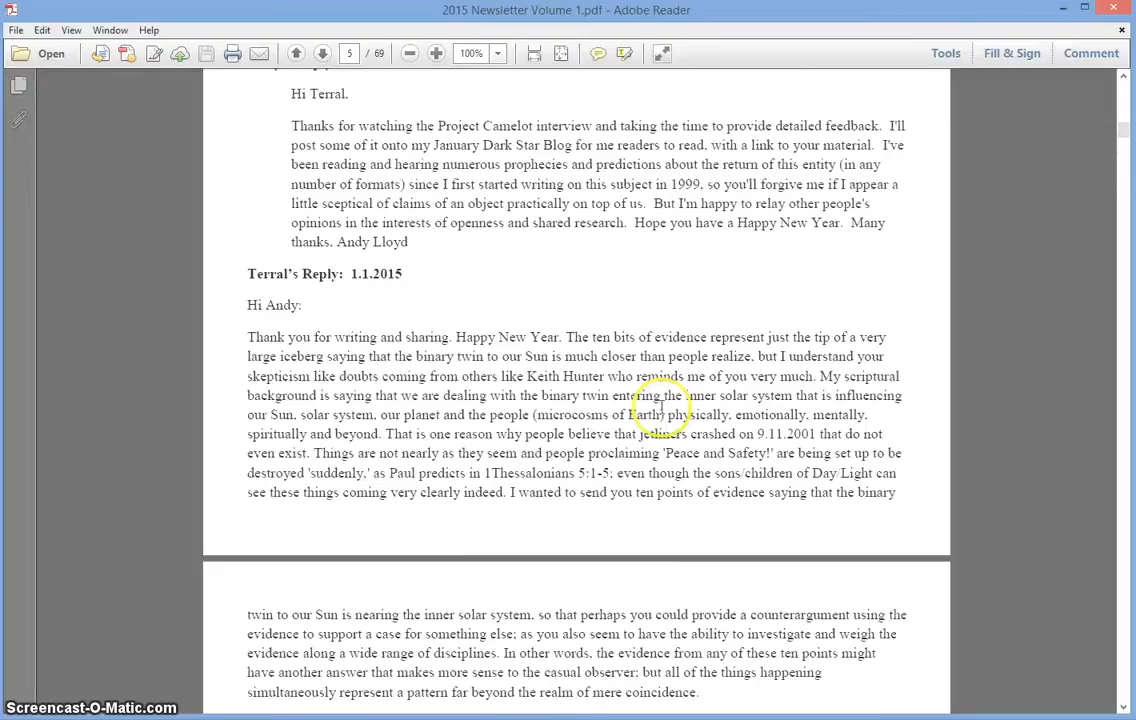 2015 Newsletter Volume 1.pdf - Adobe Reader
File Edit View Window Help
Open 5 / 69 100% Tools Fill & Sign Comment
Hi Terral,
Thanks for watching the Project Camelot interview and taking the time to provide detailed feedback. I'll
post some of it onto my January Dark Star Blog for me readers to read, with a link to your material. I've
been reading and hearing numerous prophecies and predictions about the return of this entity (in any
number of formats) since I first started writing on this subject in 1999, so you'll forgive me if I appear a
little sceptical of claims of an object practically on top of us. But I'm happy to relay other people's
opinions in the interests of openness and shared research. Hope you have a Happy New Year. Many
thanks, Andy Lloyd
Terral's Reply: 1.1.2015
Hi Andy:
Thank you for writing and sharing. Happy New Year. The ten bits of evidence represent just the tip of a very
large iceberg saying that the binary twin to our Sun is much closer than people realize, but I understand your
skepticism like doubts coming from others like Keith Hunter who reminds me of you very much. My scriptural
background is saying that we are dealing with the binary twin entering the inner solar system that is influencing
our Sun, solar system, our planet and the people (microcosms of Earth) physically, emotionally, mentally,
spiritually and beyond. That is one reason why people believe that jetliners crashed on 9.11.2001 that do not
even exist. Things are not nearly as they seem and people proclaiming 'Peace and Safety!' are being set up to be
destroyed 'suddenly,' as Paul predicts in 1Thessalonians 5:1-5; even though the sons/children of Day/Light can
see these things coming very clearly indeed. I wanted to send you ten points of evidence saying that the binary
twin to our Sun is nearing the inner solar system, so that perhaps you could provide a counterargument using the
evidence to support a case for something else; as you also seem to have the ability to investigate and weigh the
evidence along a wide range of disciplines. In other words, the evidence from any of these ten points might
have another answer that makes more sense to the casual observer; but all of the things happening
simultaneously represent a pattern far beyond the realm of mere coincidence.
Screencast-O-Matic.com